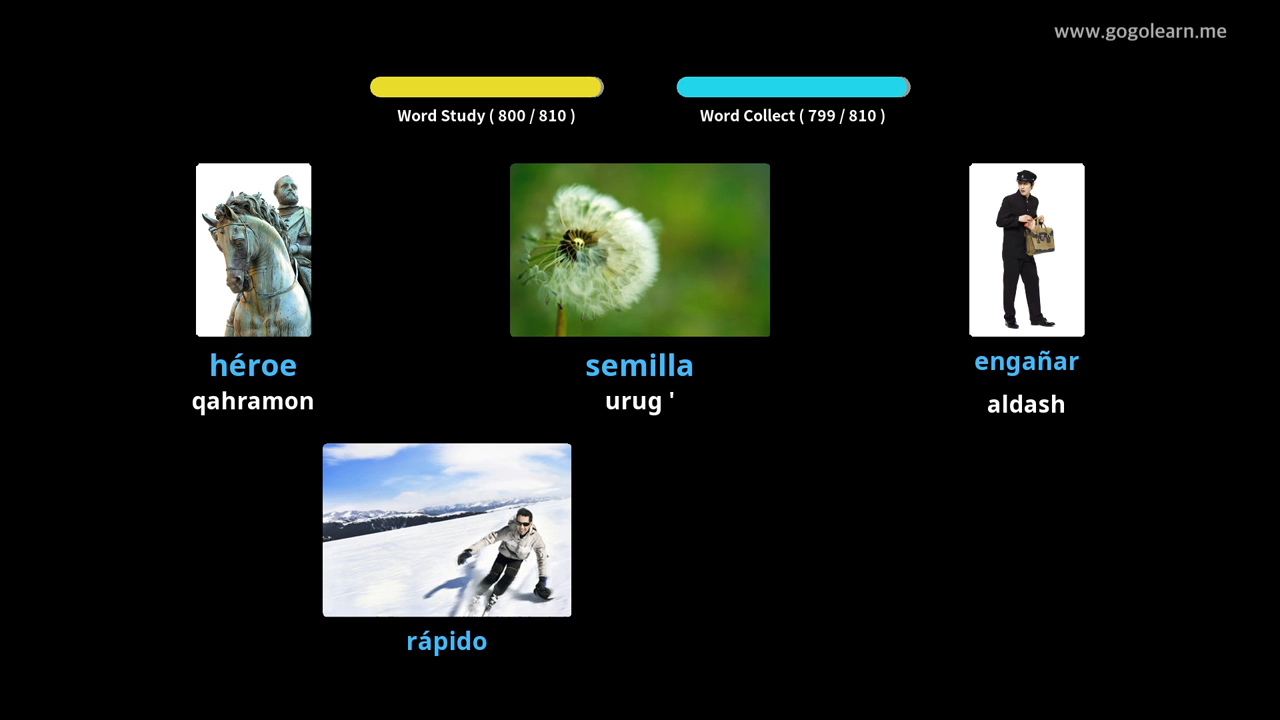 www.gogolearn.me
Word Study ( 800 / 810 )
Word Collect ( 799 / 810 )
héroe
qahramon
semilla
urug '
engañar
aldash
rápido